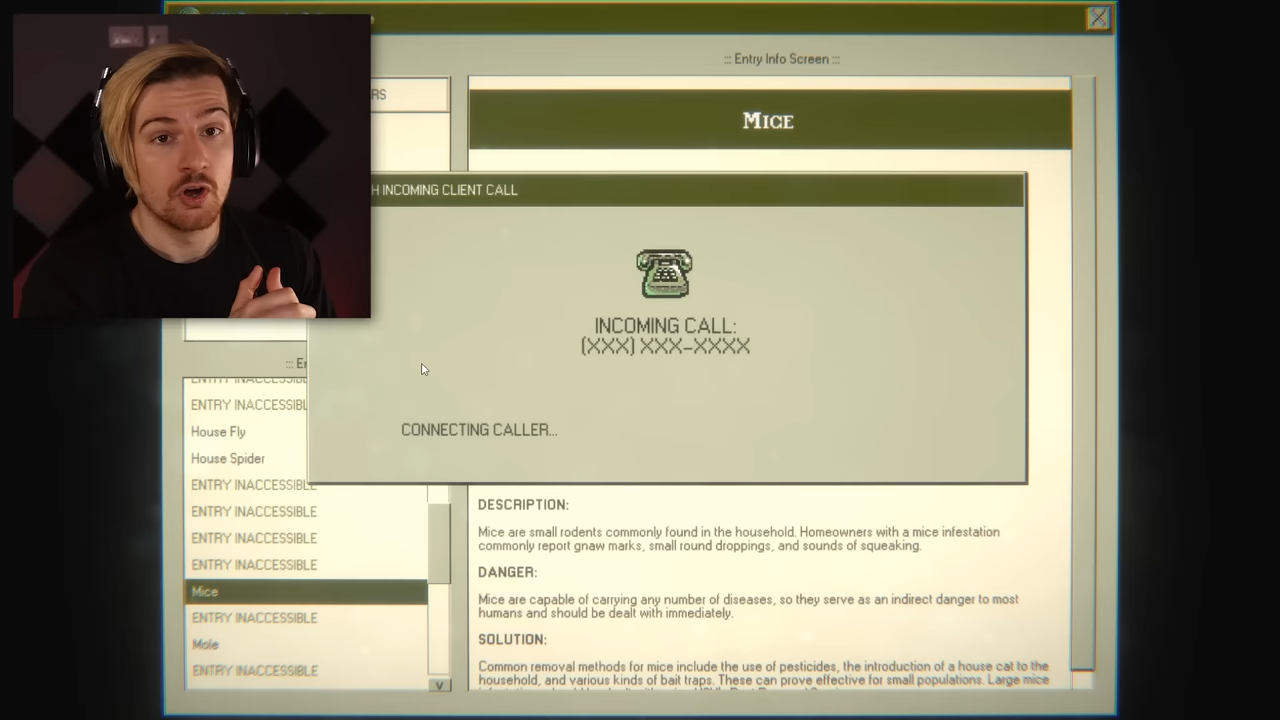 ::: Entry Info Screen :::
RS
MICE
H INCOMING CLIENT CALL
INCOMING CALL:
(XXX) XXX-XXXX
CONNECTING CALLER...
ENTRY INACCESSIBL
ENTRY INACCESSIBL
House Fly
House Spider
ENTRY INACCESSIBLE
ENTRY INACCESSIBLE
ENTRY INACCESSIBLE
ENTRY INACCESSIBLE
Mice
ENTRY INACCESSIBLE
Mole
ENTRY INACCESSIBLE
DESCRIPTION:
Mice are small rodents commonly found in the household. Homeowners with a mice infestation
commonly report gnaw marks, small round droppings, and sounds of squeaking.
DANGER:
Mice are capable of carrying any number of diseases, so they serve as an indirect danger to most
humans and should be dealt with immediately.
SOLUTION:
Common removal methods for mice include the use of pesticides, the introduction of a house cat to the
household, and various kinds of bait traps. These can prove effective for small populations. Large mice